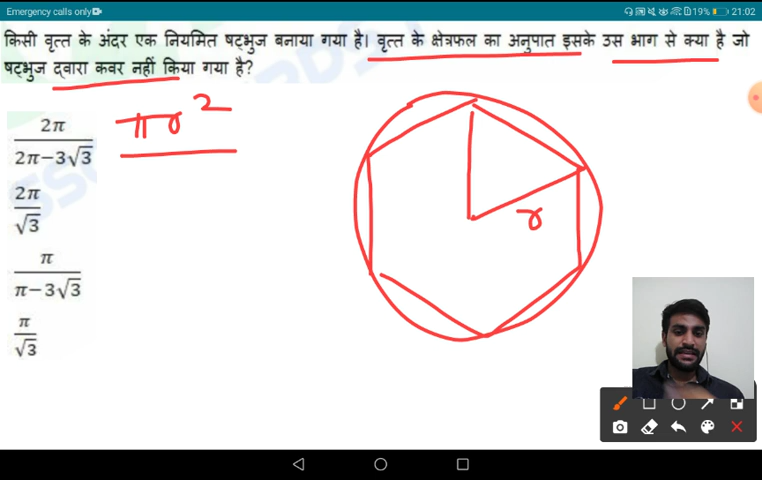 Emergency calls only 19% 21:02
किसी वृत्त के अंदर एक नियमित षट्भुज बनाया गया है। वृत्त के क्षेत्रफल का अनुपात इसके उस भाग से क्या है जो
षट्भुज द्वारा कवर नहीं किया गया है?
2π
2π−3√3
2π
√3
π
π−3√3
π
√3
πr²
r